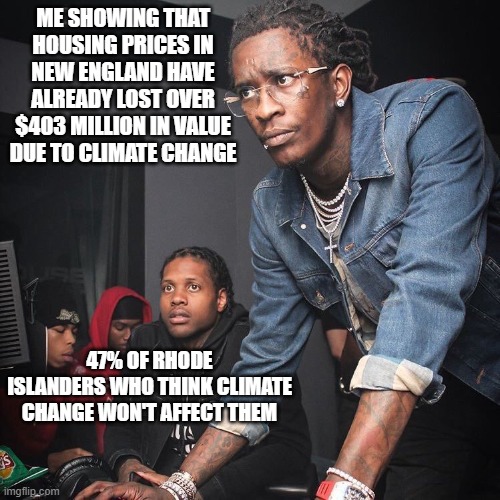 ME SHOWING THAT
HOUSING PRICES IN
NEW ENGLAND HAVE
ALREADY LOST OVER
$403 MILLION IN VALUE
DUE TO CLIMATE CHANGE
47% OF RHODE
ISLANDERS WHO THINK CLIMATE
CHANGE WON'T AFFECT THEM
imgflip.com